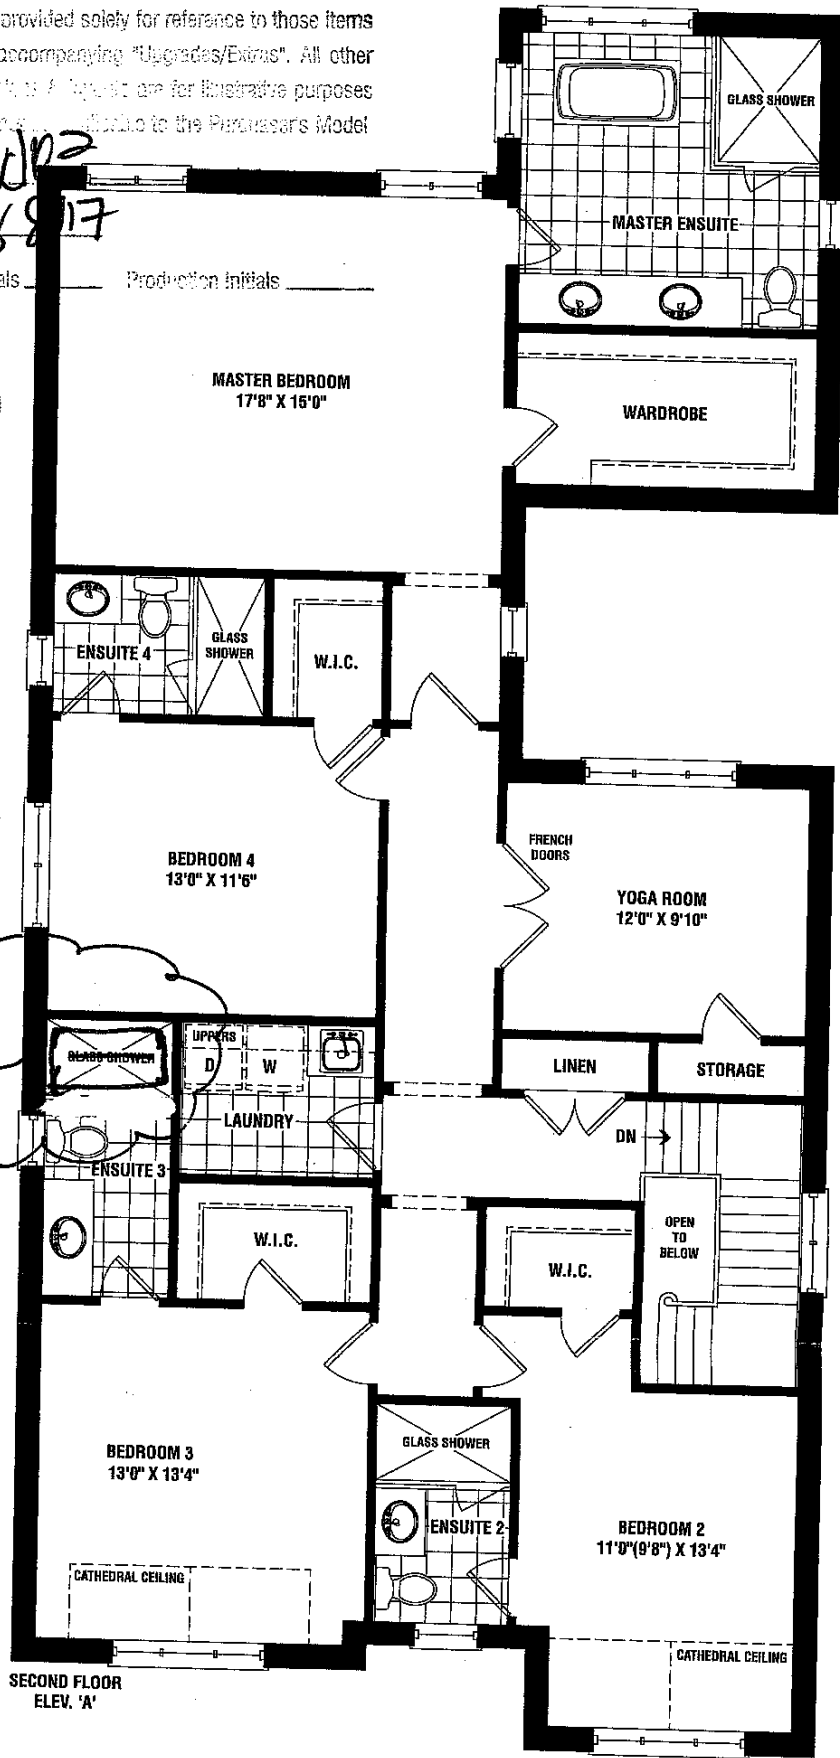 provided solely for reference to those items
accompanying "Upgrades/Extras". All other
are for illustrative purposes
to the Purchaser's Model
Production Initials
GLASS SHOWER
MASTER ENSUITE
MASTER BEDROOM
17'8" X 15'0"
WARDROBE
ENSUITE 4
GLASS
SHOWER
W.I.C.
BEDROOM 4
13'0" X 11'6"
FRENCH
DOORS
YOGA ROOM
12'0" X 9'10"
GLASS SHOWER
UPPERS
D
W
LAUNDRY
LINEN
STORAGE
DN
ENSUITE 3
W.I.C.
W.I.C.
OPEN
TO
BELOW
BEDROOM 3
13'0" X 13'4"
CATHEDRAL CEILING
GLASS SHOWER
ENSUITE 2
BEDROOM 2
11'0"(9'8") X 13'4"
CATHEDRAL CEILING
SECOND FLOOR
ELEV. 'A'